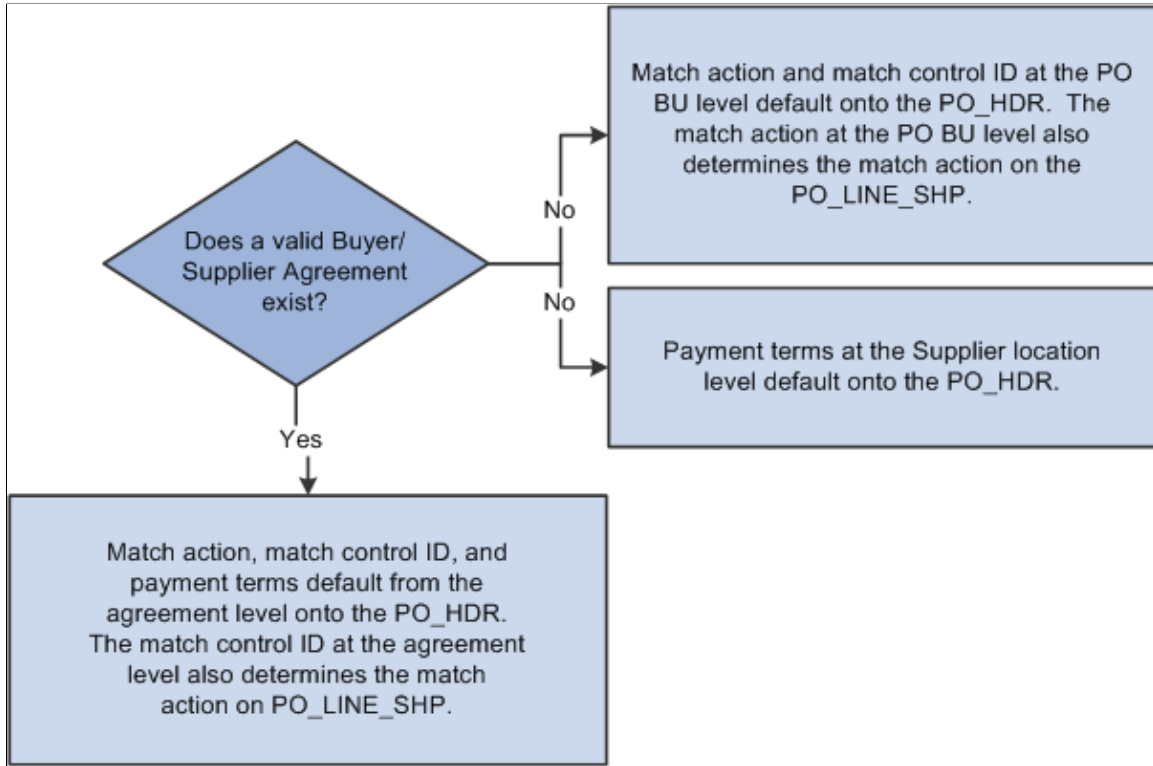 Does a valid Buyer/
Supplier Agreement
exist?
No
Match action and match control ID at the PO
BU level default onto the PO_HDR.  The
match action at the PO BU level also
determines the match action on the
PO_LINE_SHP.
No
Payment terms at the Supplier location
level default onto the PO_HDR.
Yes
Match action, match control ID, and
payment terms default from the
agreement level onto the PO_HDR.
The match control ID at the agreement
level also determines the match
action on PO_LINE_SHP.